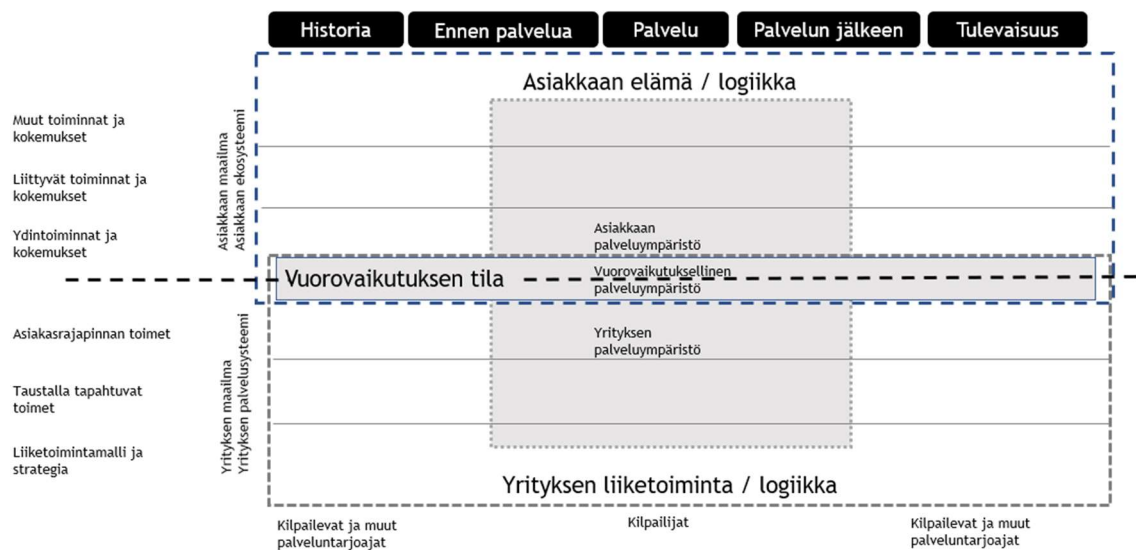 Historia
Ennen palvelua
Palvelu
Palvelun jälkeen
Tulevaisuus
Asiakkaan elämä / logiikka
Muut toiminnat ja
kokemukset
Liittyvät toiminnat ja
kokemukset
Ydintoiminnat ja
kokemukset
Asiakkaan maailma
Asiakkaan ekosysteemi
Asiakkaan
palveluympäristö
Vuorovaikutuksen tila
Vuorovaikutuksellinen
palveluympäristö
Asiakasrajapinnan toimet
Taustalla tapahtuvat
toimet
Liiketoimintamalli ja
strategia
Yrityksen maailma
Yrityksen palvelusysteemi
Yrityksen
palveluympäristö
Yrityksen liiketoiminta / logiikka
Kilpailevat ja muut
palveluntarjoajat
Kilpailijat
Kilpailevat ja muut
palveluntarjoajat